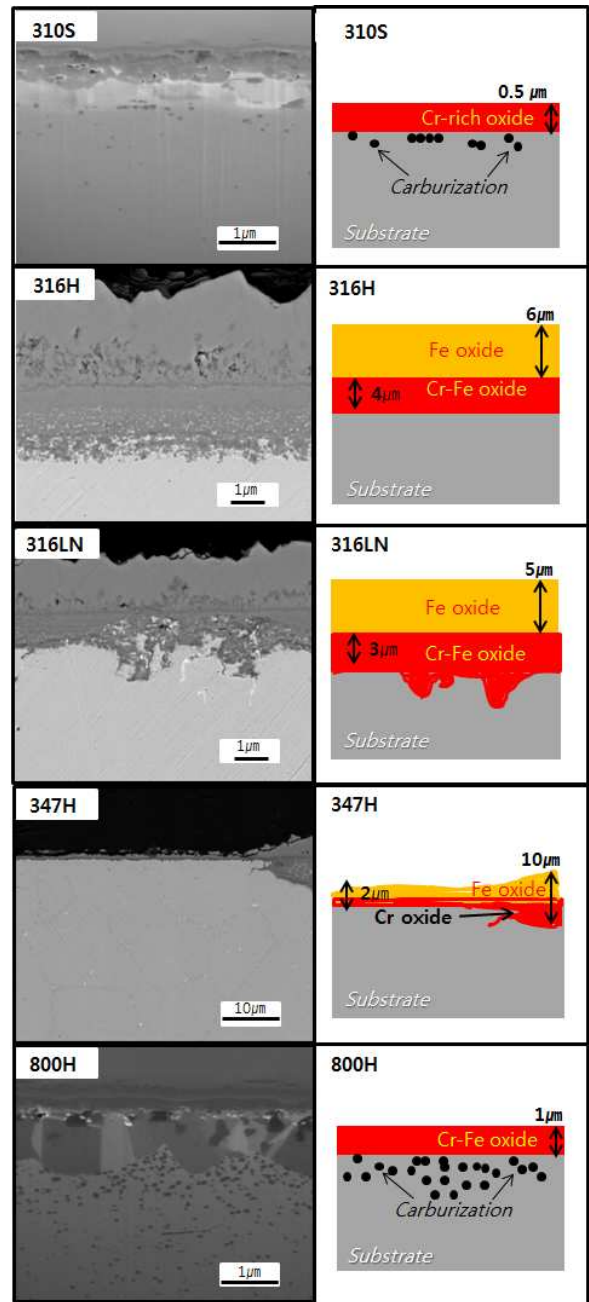 310S
1㎛
310S
0.5 ㎛
Cr-rich oxide
Carburization
Substrate
316H
1㎛
316H
6㎛
Fe oxide
Cr-Fe oxide
4㎛
Substrate
316LN
1㎛
316LN
5㎛
Fe oxide
3㎛
Cr-Fe oxide
Substrate
347H
10㎛
347H
10㎛
2㎛
Fe oxide
Cr oxide
Substrate
800H
1㎛
800H
1㎛
Cr-Fe oxide
Carburization
Substrate